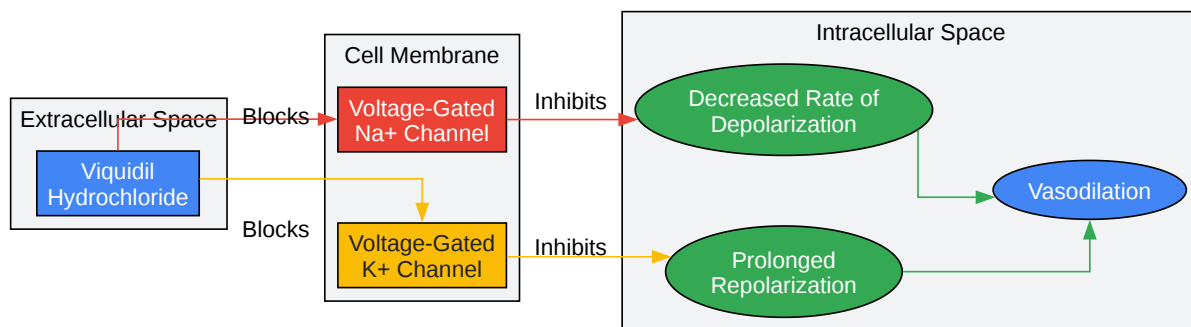 Extracellular Space
Viquidil
Hydrochloride
Blocks
Blocks
Cell Membrane
Voltage-Gated
Na+ Channel
Voltage-Gated
K+ Channel
Inhibits
Inhibits
Intracellular Space
Decreased Rate of
Depolarization
Prolonged
Repolarization
Vasodilation